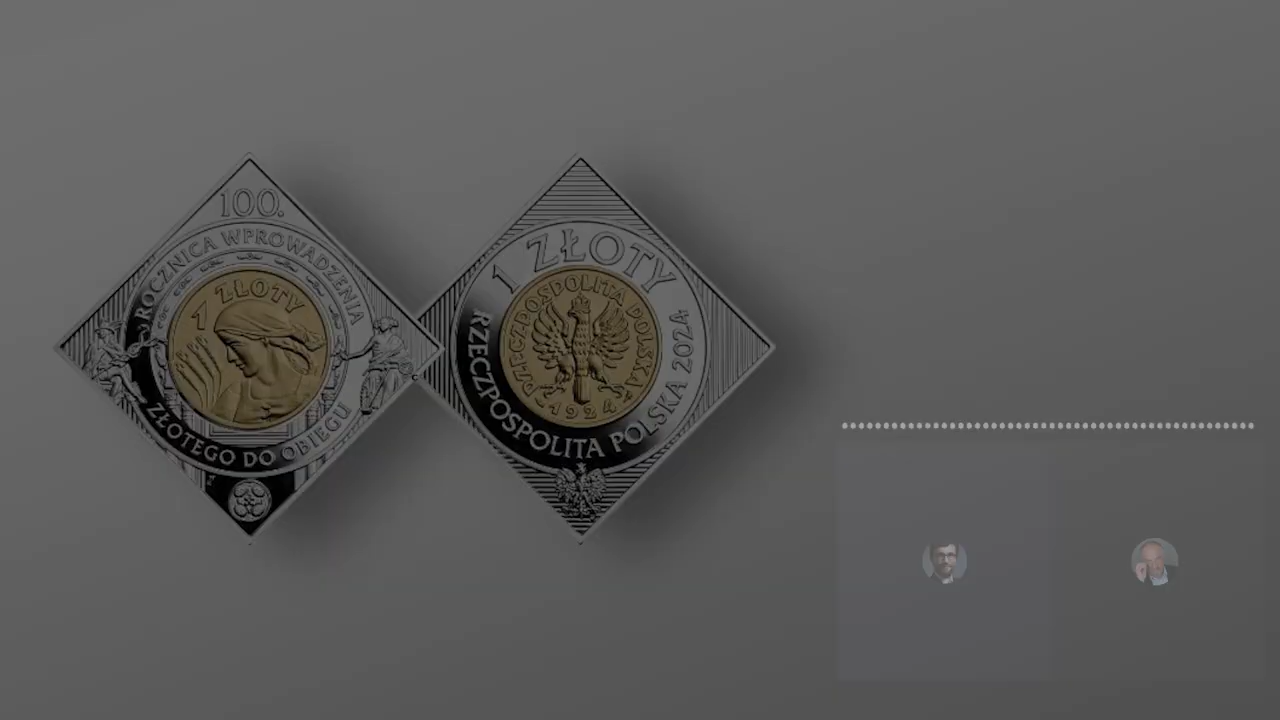 100.
ROCZNICA WPROWADZENIA
ZŁOTEGO DO OBIEGU
1 ZŁOTY
1 ZŁOTY
RZECZPOSPOLITA POLSKA 2024
RZECZPOSPOLITA POLSKA
1924